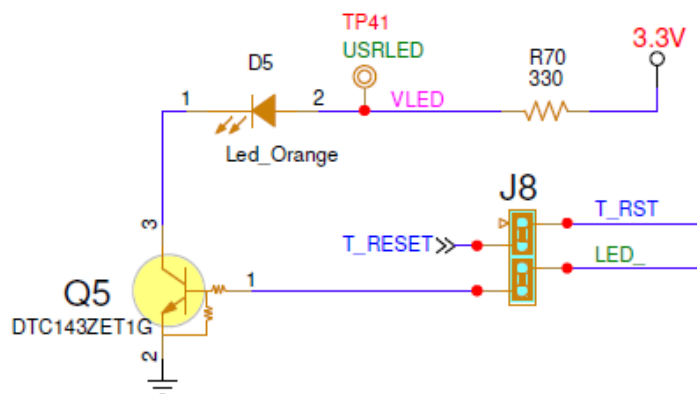 TP41
USRLED
D5
R70
330
3.3V
1
2
VLED
Led_Orange
J8
3
T_RST
T_RESET
LED_
Q5
1
DTC143ZET1G
2